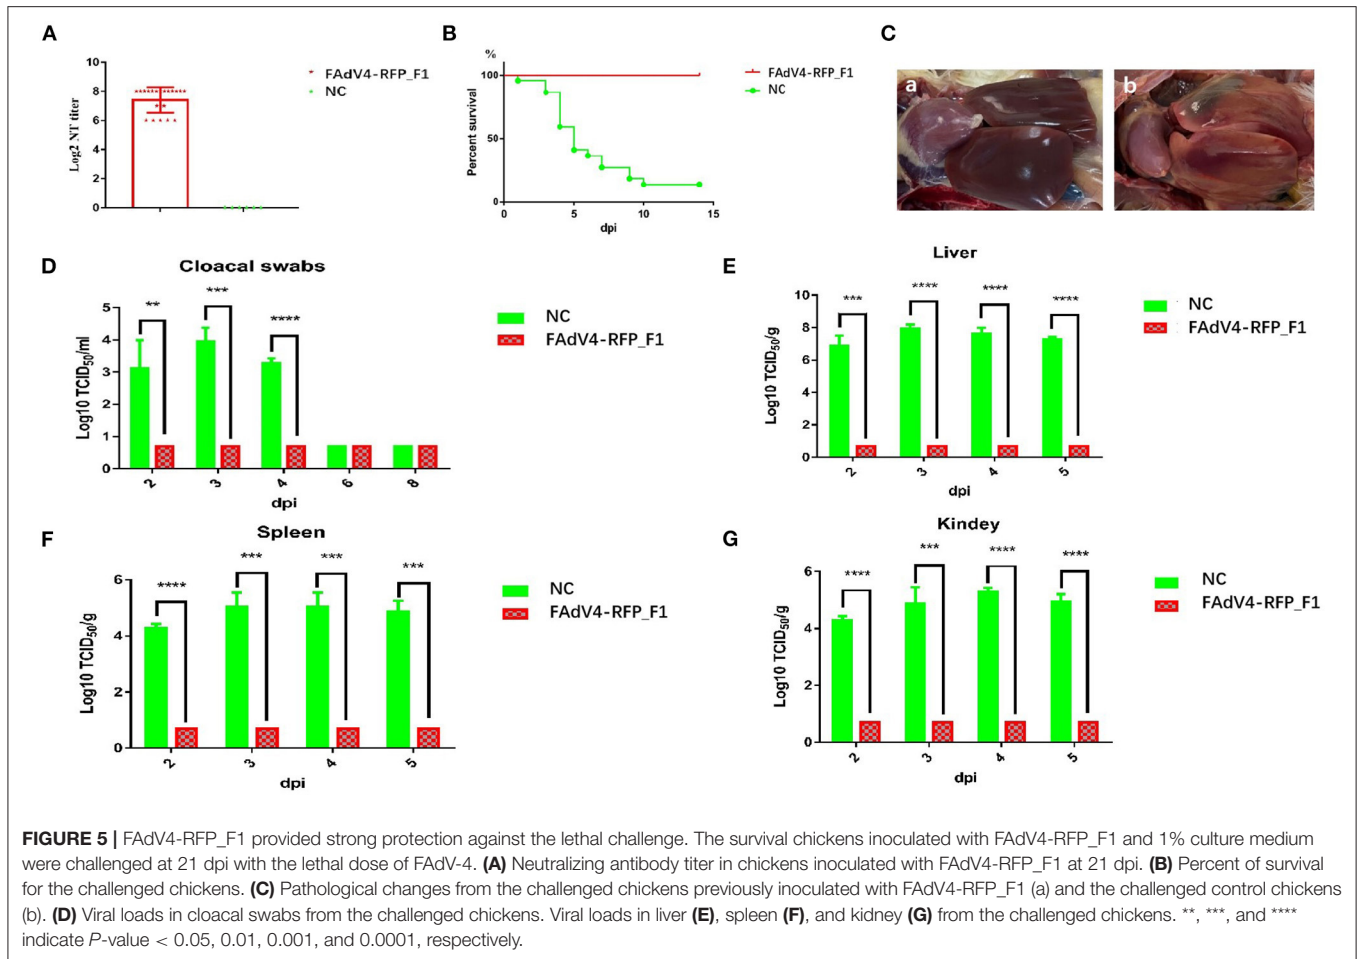 A
Log2 NT titer
10
8
6
4
2
0
FAdV4-RFP_F1
NC
B
%
Percent survival
100
50
0
0 5 10 15
dpi
FAdV4-RFP_F1
NC
C
a
b
D
Cloacal swabs
Log10 TCID50/ml
5
4
3
2
1
0
** *** ****
2 3 4 6 8
dpi
NC
FAdV4-RFP_F1
E
Liver
Log10 TCID50/g
10
8
6
4
2
0
*** **** **** ****
2 3 4 5
dpi
NC
FAdV4-RFP_F1
F
Spleen
Log10 TCID50/g
6
4
2
0
**** *** *** ***
2 3 4 5
dpi
NC
FAdV4-RFP_F1
G
Kindey
Log10 TCID50/g
6
4
2
0
**** *** **** ****
2 3 4 5
dpi
NC
FAdV4-RFP_F1
FIGURE 5 | FAdV4-RFP_F1 provided strong protection against the lethal challenge. The survival chickens inoculated with FAdV4-RFP_F1 and 1% culture medium
were challenged at 21 dpi with the lethal dose of FAdV-4. (A) Neutralizing antibody titer in chickens inoculated with FAdV4-RFP_F1 at 21 dpi. (B) Percent of survival
for the challenged chickens. (C) Pathological changes from the challenged chickens previously inoculated with FAdV4-RFP_F1 (a) and the challenged control chickens
(b). (D) Viral loads in cloacal swabs from the challenged chickens. Viral loads in liver (E), spleen (F), and kidney (G) from the challenged chickens. **, ***, and ****
indicate P-value < 0.05, 0.01, 0.001, and 0.0001, respectively.